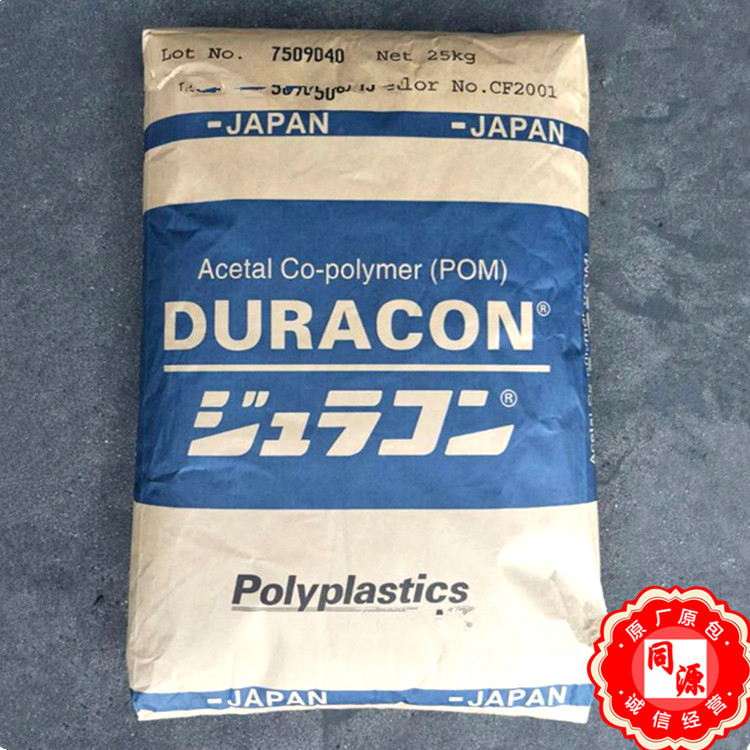 Lot No. 7509040 Net 25kg
No.CF2001
-JAPAN -JAPAN
Acetal Co-polymer (POM)
DURACON®
ジュラコン®
Polyplastics
-JAPAN -JAPAN
原厂原包
同源
诚信经营